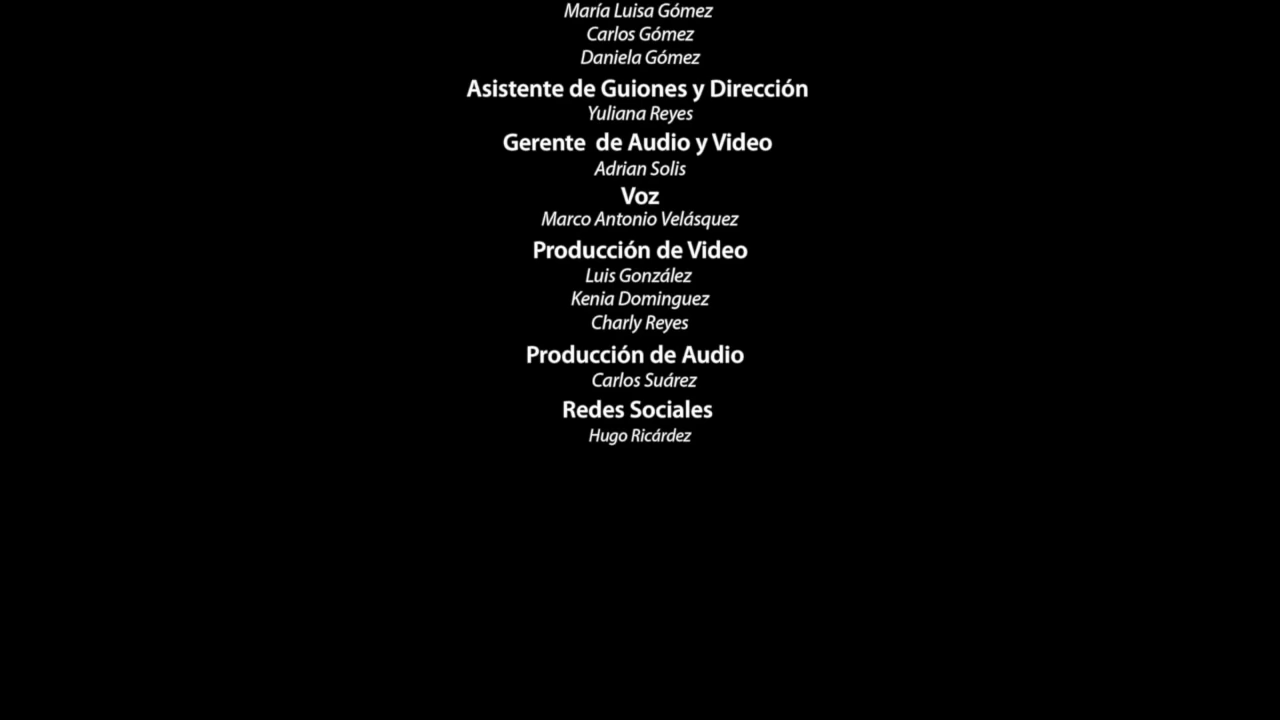 María Luisa Gómez
Carlos Gómez
Daniela Gómez
Asistente de Guiones y Dirección
Yuliana Reyes
Gerente  de Audio y Video
Adrian Solis
Voz
Marco Antonio Velásquez
Producción de Video
Luis González
Kenia Dominguez
Charly Reyes
Producción de Audio
Carlos Suárez
Redes Sociales
Hugo Ricárdez